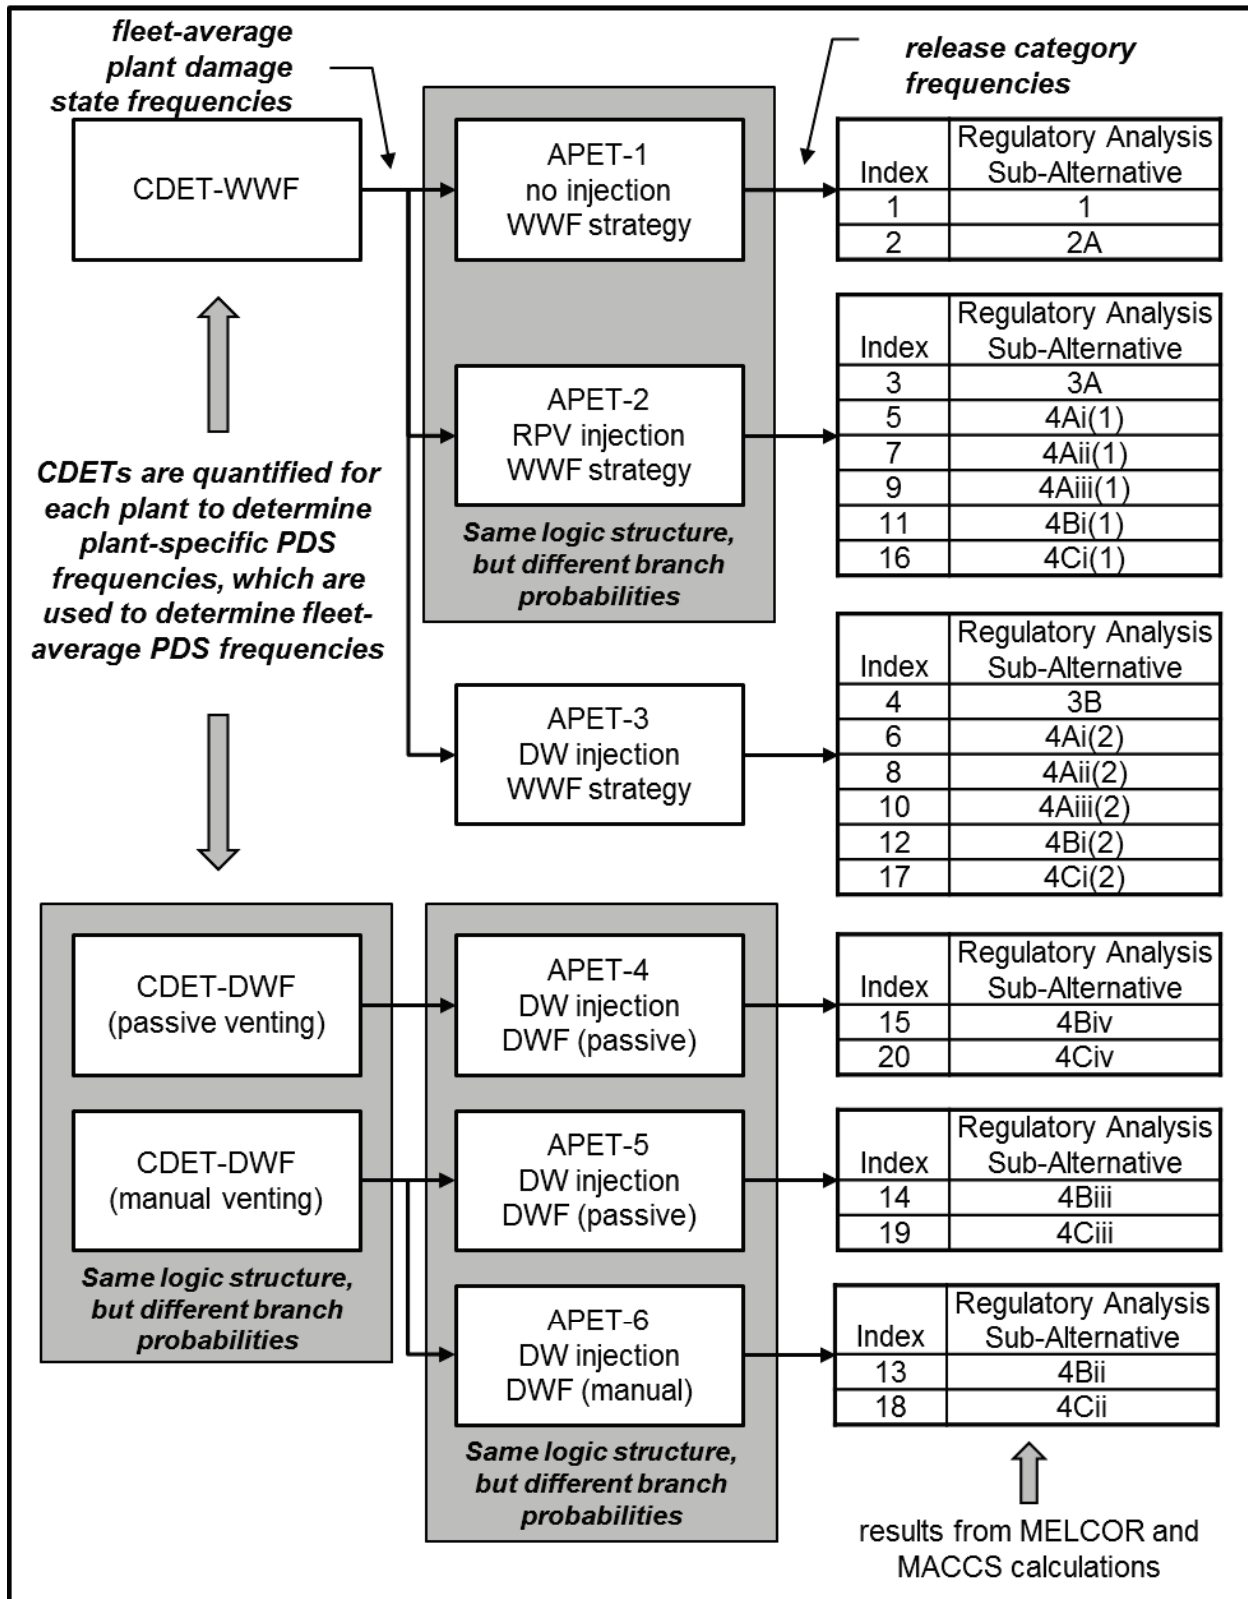 fleet-average
plant damage
state frequencies
release category
frequencies
CDET-WWF
APET-1
no injection
WWF strategy
Index Regulatory Analysis
Sub-Alternative
1 1
2 2A
APET-2
RPV injection
WWF strategy
Same logic structure,
but different branch
probabilities
Index Regulatory Analysis
Sub-Alternative
3 3A
5 4Ai(1)
7 4Aii(1)
9 4Aiii(1)
11 4Bi(1)
16 4Ci(1)
CDETs are quantified for
each plant to determine
plant-specific PDS
frequencies, which are
used to determine fleet-
average PDS frequencies
APET-3
DW injection
WWF strategy
Index Regulatory Analysis
Sub-Alternative
4 3B
6 4Ai(2)
8 4Aii(2)
10 4Aiii(2)
12 4Bi(2)
17 4Ci(2)
CDET-DWF
(passive venting)
APET-4
DW injection
DWF (passive)
Index Regulatory Analysis
Sub-Alternative
15 4Biv
20 4Civ
CDET-DWF
(manual venting)
Same logic structure,
but different branch
probabilities
APET-5
DW injection
DWF (passive)
Index Regulatory Analysis
Sub-Alternative
14 4Biii
19 4Ciii
APET-6
DW injection
DWF (manual)
Same logic structure,
but different branch
probabilities
Index Regulatory Analysis
Sub-Alternative
13 4Bii
18 4Cii
results from MELCOR and
MACCS calculations